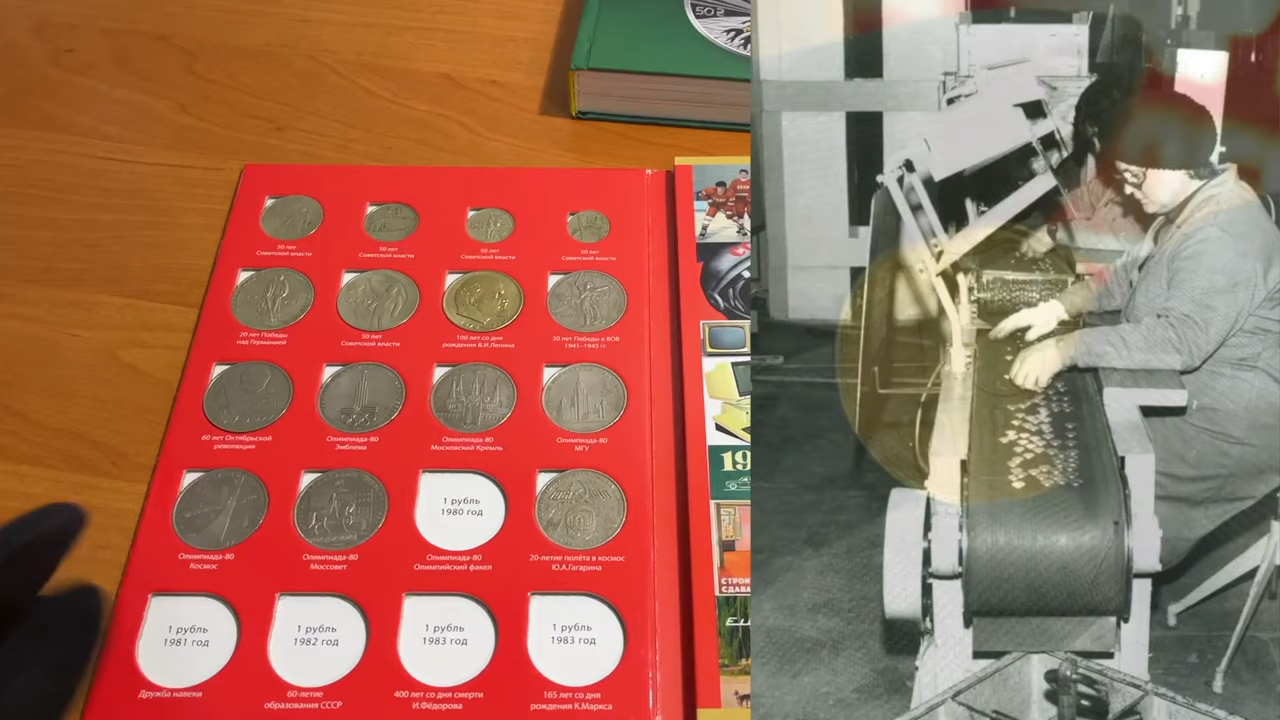 50 лет
Советской власти
50 лет
Советской власти
50 лет
Советской власти
50 лет
Советской власти
20 лет Победы
над Германией
50 лет
Советской власти
100 лет со дня
рождения В.И.Ленина
30 лет Победы в ВОВ
1941-1945 гг.
60 лет Октябрьской
революции
Олимпиада-80
Эмблема
Олимпиада-80
Московский Кремль
Олимпиада-80
МГУ
Олимпиада-80
Космос
Олимпиада-80
Моссовет
1 рубль
1980 год
Олимпиада-80
Олимпийский факел
20-летие полёта в космос
Ю.А.Гагарина
1 рубль
1981 год
Дружба навеки
1 рубль
1982 год
60-летие
образования СССР
1 рубль
1983 год
400 лет со дня смерти
И.Фёдорова
1 рубль
1983 год
165 лет со дня
рождения К.Маркса
19
СТРОК
СДАВА